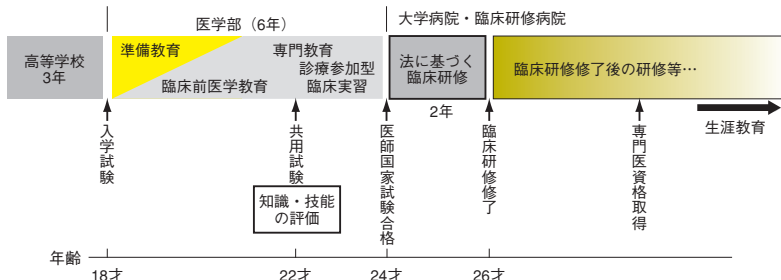 医学部（6年）
大学病院・臨床研修病院
高等学校
3年
準備教育
臨床前医学教育
専門教育
診療参加型
臨床実習
法に基づく
臨床研修
2年
臨床研修修了後の研修等…
生涯教育
入学試験
共用試験
知識・技能
の評価
医師国家試験合格
臨床研修修了
専門医資格取得
年齢
18才
22才
24才
26才